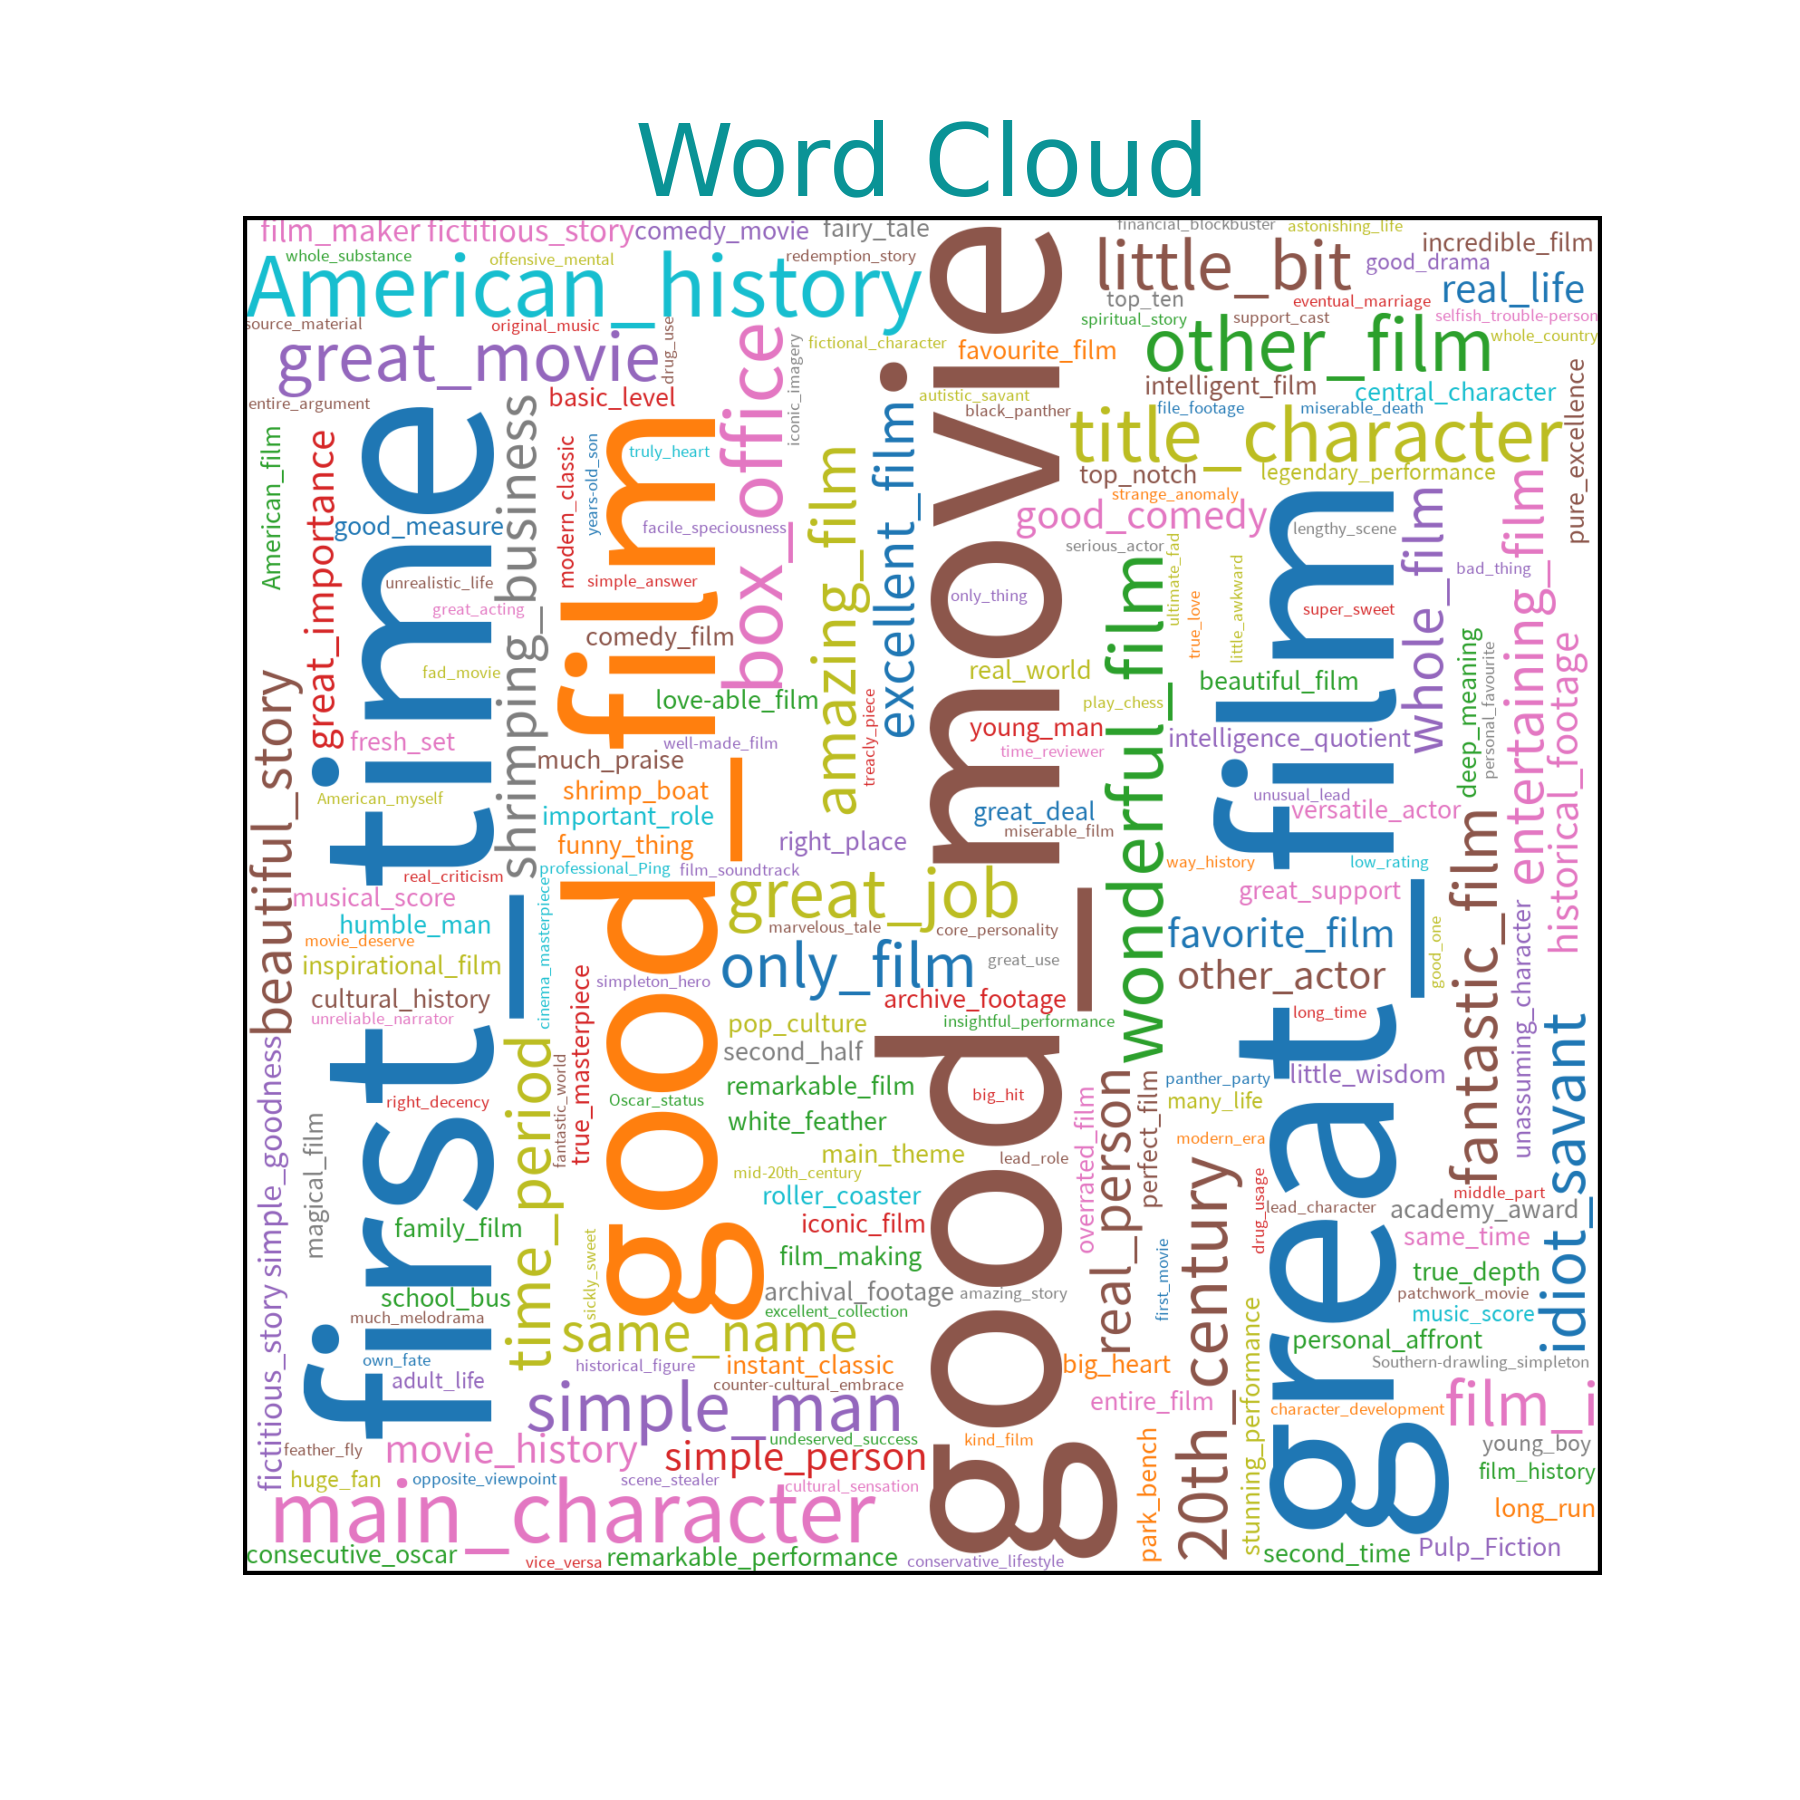 Word Cloud
film_maker
fictitious_story
comedy_movie
fairy_tale
financial_blockbuster
astonishing_life
whole_substance
offensive_mental
redemption_story
little_bit
incredible_film
good_drama
American_history
top_ten
eventual_marriage
real_life
source_material
original_music
drug_use
spiritual_story
support_cast
selfish_trouble-person
great_movie
box_office
iconic_imagery
fictional_character
favourite_film
other_film
whole_country
entire_argument
basic_level
autistic_savant
black_panther
intelligent_film
central_character
file_footage
miserable_death
pure_excellence
American_film
great_importance
first_time
good_measure
shrimping_business
modern_classic
years-old_son
good_film
truly_heart
facile_speciousness
amazing_film
excellent_film
good_movie
title_character
top_notch
legendary_performance
strange_anomaly
good_comedy
serious_actor
ultimate_fad
lengthy_scene
great_film
whole_film
entertaining_film
bad_thing
unrealistic_life
simple_answer
great_acting
only_thing
true_love
little_awkward
super_sweet
comedy_film
wonderful_film
historical_footage
deep_meaning
personal_favourite
fad_movie
beautiful_story
love-able_film
real_world
beautiful_film
treacly_piece
play_chess
fresh_set
well-made_film
young_man
time_reviewer
intelligence_quotient
much_praise
American_myself
shrimp_boat
important_role
great_deal
miserable_film
unusual_lead
versatile_actor
funny_thing
right_place
real_criticism
professional_Ping
film_soundtrack
way_history
low_rating
musical_score
cinema_masterpiece
great_job
great_support
fantastic_film
humble_man
movie_deserve
marvelous_tale
core_personality
favorite_film
good_one
unassuming_character
inspirational_film
only_film
great_use
other_actor
cultural_history
true_masterpiece
simpleton_hero
archive_footage
unreliable_narrator
pop_culture
insightful_performance
long_time
idiot_savant
simple_goodness
time_period
fantastic_world
second_half
little_wisdom
right_decency
Oscar_status
remarkable_film
big_hit
panther_party
many_life
magical_film
white_feather
overrated_film
real_person
perfect_film
modern_era
main_theme
lead_role
mid-20th_century
20th_century
drug_usage
middle_part
roller_coaster
lead_character
academy_award
family_film
sickly_sweet
iconic_film
same_time
film_making
first_movie
true_depth
school_bus
archival_footage
amazing_story
patchwork_movie
fictitious_story
much_melodrama
excellent_collection
music_score
same_name
stunning_performance
personal_affront
own_fate
historical_figure
instant_classic
big_heart
Southern-drawling_simpleton
adult_life
counter-cultural_embrace
simple_man
entire_film
character_development
film_i
feather_fly
movie_history
undeserved_success
kind_film
young_boy
simple_person
park_bench
film_history
huge_fan
opposite_viewpoint
scene_stealer
cultural_sensation
main_character
long_run
consecutive_oscar
vice_versa
remarkable_performance
conservative_lifestyle
second_time
Pulp_Fiction